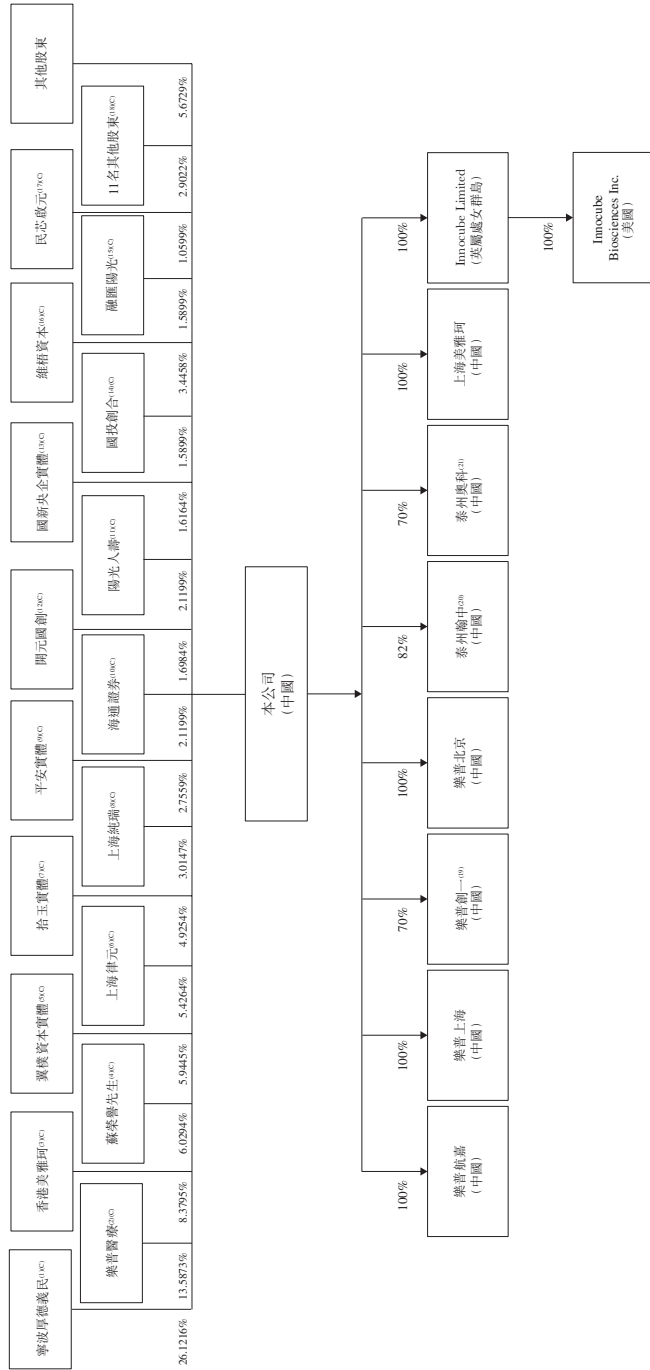 寧波厚德義民(1)(C)
香港美雅珂(3)(C)
翼樸資本實體(5)(C)
拾玉實體(7)(C)
平安實體(9)(C)
開元國創(12)(C)
國新央企實體(13)(C)
維梧資本(16)(C)
民芯啟元(17)(C)
其他股東
樂普醫療(2)(C)
蘇榮譽先生(4)(C)
上海律元(6)(C)
上海純瑞(8)(C)
海通證券(10)(C)
陽光人壽(11)(C)
國投創合(14)(C)
融匯陽光(15)(C)
11名其他股東(18)(C)
26.1216%
13.5873%
8.3795%
6.0294%
5.9445%
5.4264%
4.9254%
3.0147%
2.7559%
2.1199%
1.6984%
2.1199%
1.6164%
1.5899%
3.4458%
1.5899%
1.0599%
2.9022%
5.6729%
本公司
(中國)
100%
100%
70%
100%
82%
70%
100%
100%
樂普航嘉
(中國)
樂普上海
(中國)
樂普創一(19)
(中國)
樂普北京
(中國)
泰州翰中(20)
(中國)
泰州奧科(21)
(中國)
上海美雅珂
(中國)
Innocube Limited
(英屬處女群島)
100%
Innocube
Biosciences Inc.
(美國)